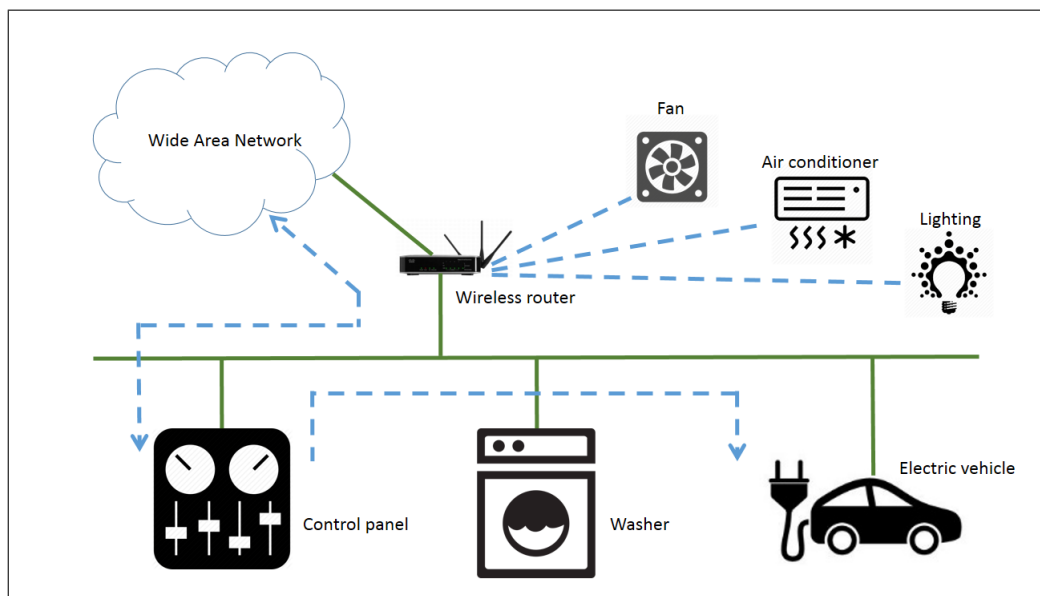 Fan
Wide Area Network
Air conditioner
Lighting
Wireless router
Electric vehicle
Control panel
Washer